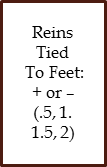 Reins
Tied
To Feet:
+ or –
(.5, 1.
1.5, 2)